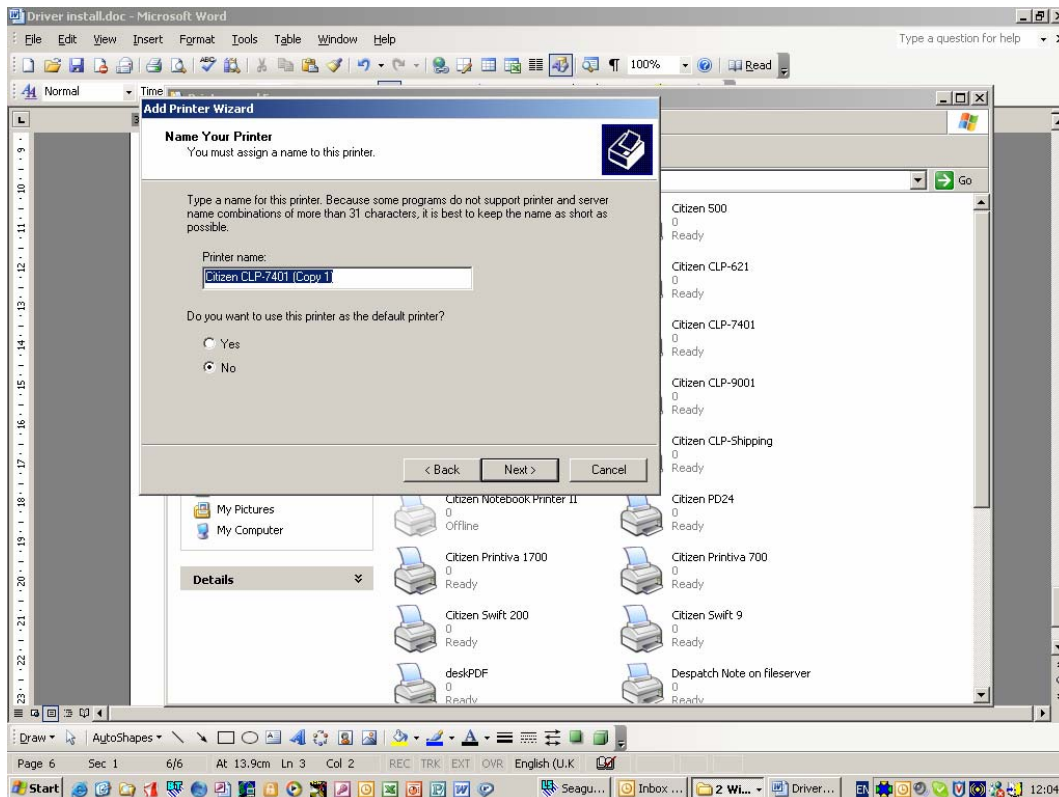 Driver install.doc - Microsoft Word
File Edit View Insert Format Tools Table Window Help
Type a question for help
100%
Read
Normal
Time
Add Printer Wizard
Name Your Printer
You must assign a name to this printer.
Type a name for this printer. Because some programs do not support printer and server
name combinations of more than 31 characters, it is best to keep the name as short as
possible.
Printer name:
Citizen CLP-7401 (Copy 1)
Do you want to use this printer as the default printer?
Yes
No
< Back Next > Cancel
Go
Citizen 500
0
Ready
Citizen CLP-621
0
Ready
Citizen CLP-7401
0
Ready
Citizen CLP-9001
0
Ready
Citizen CLP-Shipping
0
Ready
My Pictures
My Computer
Details
Citizen Notebook Printer II
0
Offline
Citizen PD24
0
Ready
Citizen Printiva 1700
0
Ready
Citizen Printiva 700
0
Ready
Citizen Swift 200
0
Ready
Citizen Swift 9
0
Ready
deskPDF
0
Ready
Despatch Note on fileserver
0
Ready
Draw AutoShapes
Page 6 Sec 1 6/6 At 13.9cm Ln 3 Col 2 REC TRK EXT OVR English (U.K
Start Seagu... Inbox ... 2 Wi... Driver... EN 12:04